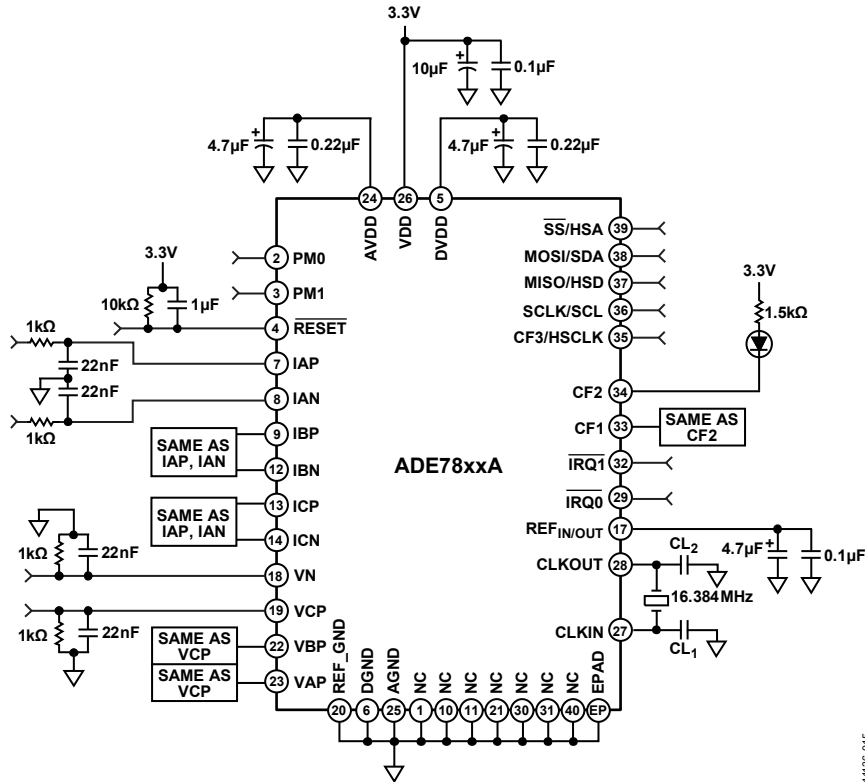 3.3V
10µF
+
0.1µF
4.7µF
+
0.22µF
4.7µF
+
0.22µF
24
26
5
AVDD
VDD
DVDD
3.3V
10kΩ
1µF
2
PM0
3
PM1
4
RESET
1kΩ
22nF
22nF
1kΩ
7
IAP
8
IAN
SAME AS
IAP, IAN
9
IBP
12
IBN
SAME AS
IAP, IAN
13
ICP
14
ICN
1kΩ
22nF
18
VN
19
VCP
1kΩ
22nF
SAME AS
VCP
22
VBP
SAME AS
VCP
23
VAP
ADE78xxA
SS/HSA
39
MOSI/SDA
38
MISO/HSD
37
SCLK/SCL
36
CF3/HSCLK
35
3.3V
1.5kΩ
CF2
34
CF1
33
SAME AS
CF2
IRQ1
32
IRQ0
29
REFIN/OUT
17
4.7µF
+
0.1µF
CLKOUT
28
CL2
16.384MHz
CLKIN
27
CL1
REF_GND
DGND
AGND
NC
NC
NC
NC
NC
NC
NC
EPAD
20
6
25
1
10
11
21
30
31
40
EP